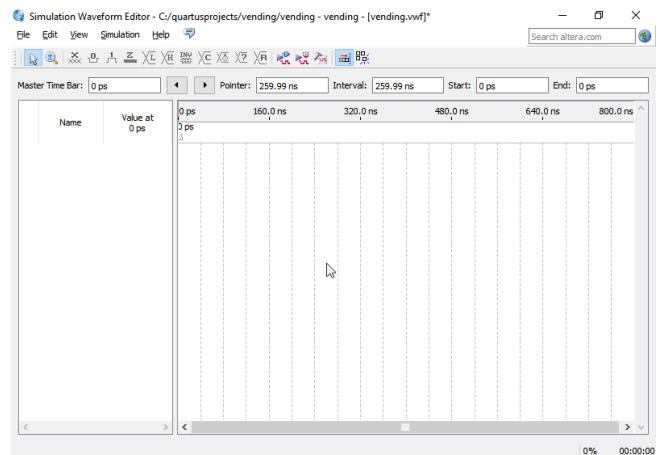 Simulation Waveform Editor - C:/quartusprojects/vending/vending - vending - [vending.vwf]*
File Edit View Simulation Help
Search altera.com
Master Time Bar: 0 ps Pointer: 259.99 ns Interval: 259.99 ns Start: 0 ps End: 0 ps
Name Value at
0 ps
0 ps 160.0 ns 320.0 ns 480.0 ns 640.0 ns 800.0 ns
0 ps
0% 00:00:00